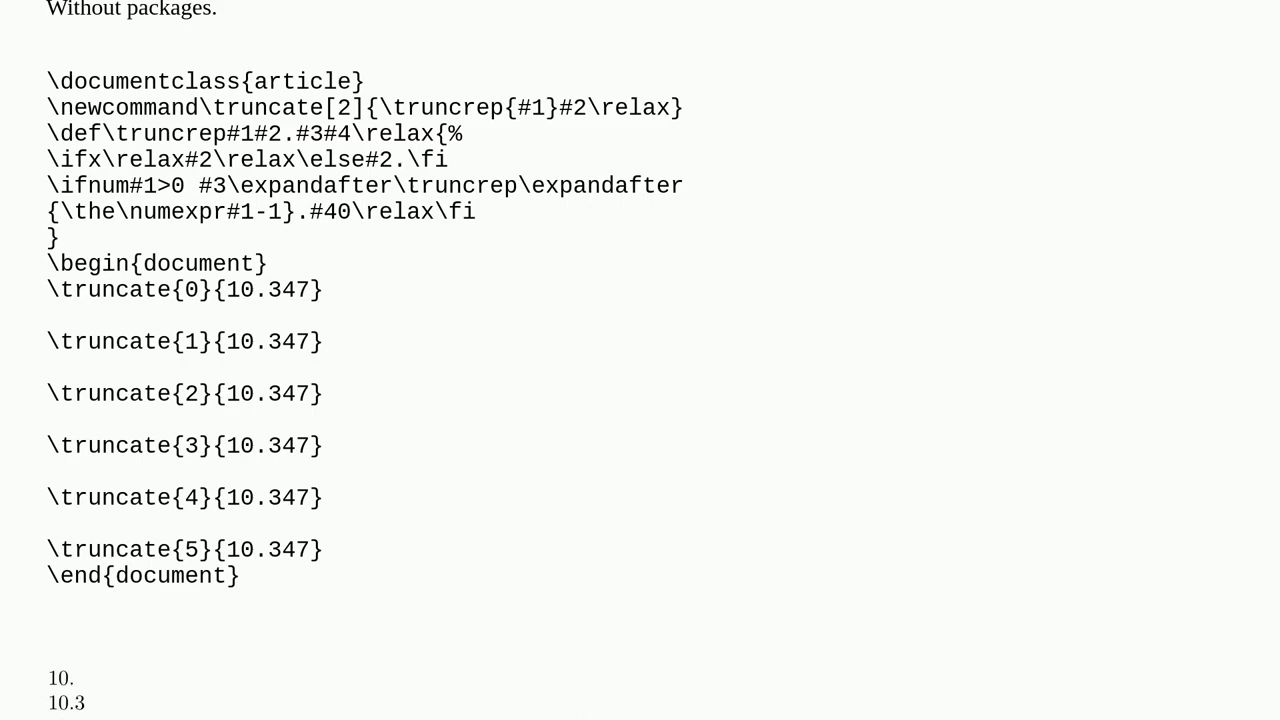 Without packages.
\documentclass{article}
\newcommand\truncate[2]{\truncrep{#1}#2\relax}
\def\truncrep#1#2.#3#4\relax{%
\ifx\relax#2\relax\else#2.\fi
\ifnum#1>0 #3\expandafter\truncrep\expandafter
{\the\numexpr#1-1}.#40\relax\fi
}
\begin{document}
\truncate{0}{10.347}
\truncate{1}{10.347}
\truncate{2}{10.347}
\truncate{3}{10.347}
\truncate{4}{10.347}
\truncate{5}{10.347}
\end{document}
10.
10.3